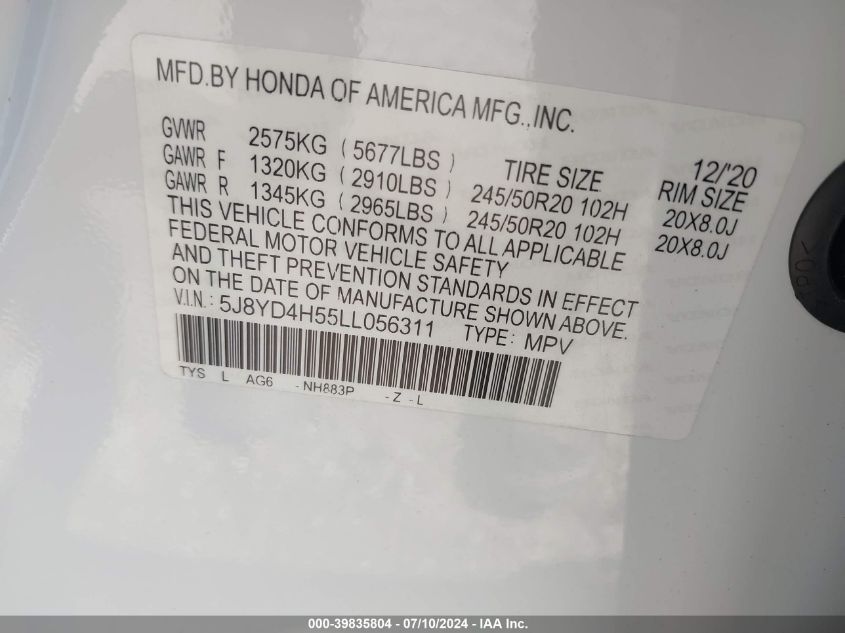 MFD.BY HONDA OF AMERICA MFG.,INC.
12/'20
GVWR 2575KG (5677LBS) TIRE SIZE RIM SIZE
GAWR F 1320KG (2910LBS) 245/50R20 102H 20X8.0J
GAWR R 1345KG (2965LBS) 245/50R20 102H 20X8.0J
THIS VEHICLE CONFORMS TO ALL APPLICABLE
FEDERAL MOTOR VEHICLE SAFETY
AND THEFT PREVENTION STANDARDS IN EFFECT
ON THE DATE OF MANUFACTURE SHOWN ABOVE.
V.I.N.: 5J8YD4H55LL056311 TYPE: MPV
TYS L AG6 -NH883P -Z-L
000-39835804 - 07/10/2024 - IAA Inc.